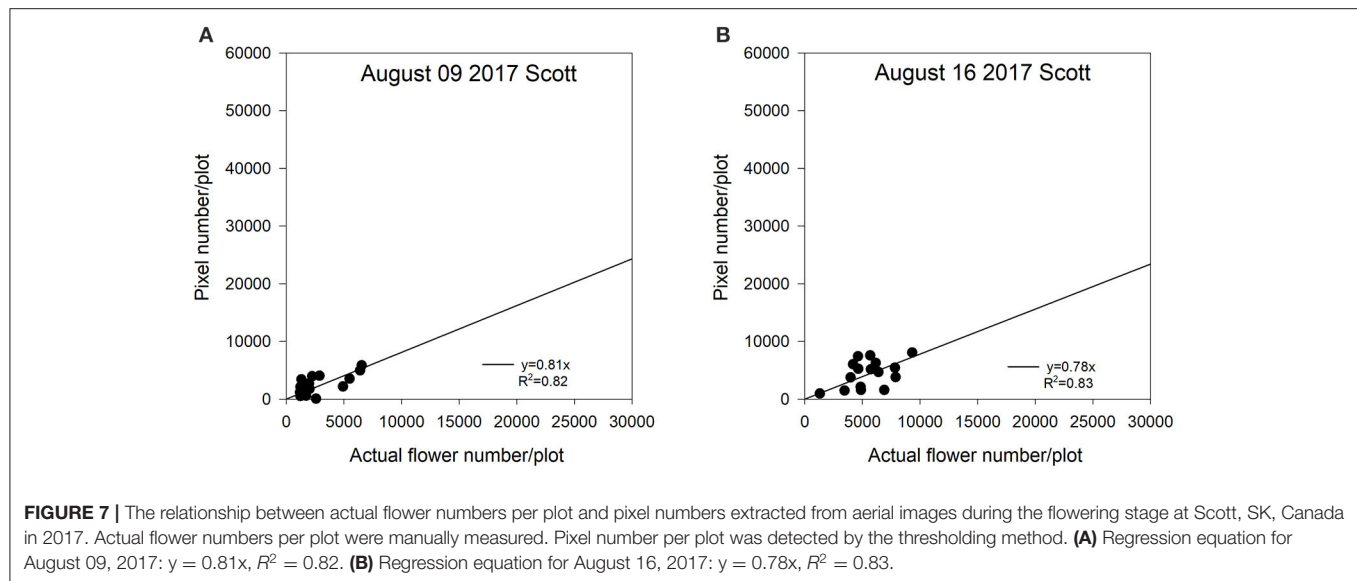 A
August 09 2017 Scott
Pixel number/plot
60000
50000
40000
30000
20000
10000
0
y=0.81x
R²=0.82
0 5000 10000 15000 20000 25000 30000
Actual flower number/plot
B
August 16 2017 Scott
Pixel number/plot
60000
50000
40000
30000
20000
10000
0
y=0.78x
R²=0.83
0 5000 10000 15000 20000 25000 30000
Actual flower number/plot
FIGURE 7 | The relationship between actual flower numbers per plot and pixel numbers extracted from aerial images during the flowering stage at Scott, SK, Canada
in 2017. Actual flower numbers per plot were manually measured. Pixel number per plot was detected by the thresholding method. (A) Regression equation for
August 09, 2017: y = 0.81x, R² = 0.82. (B) Regression equation for August 16, 2017: y = 0.78x, R² = 0.83.